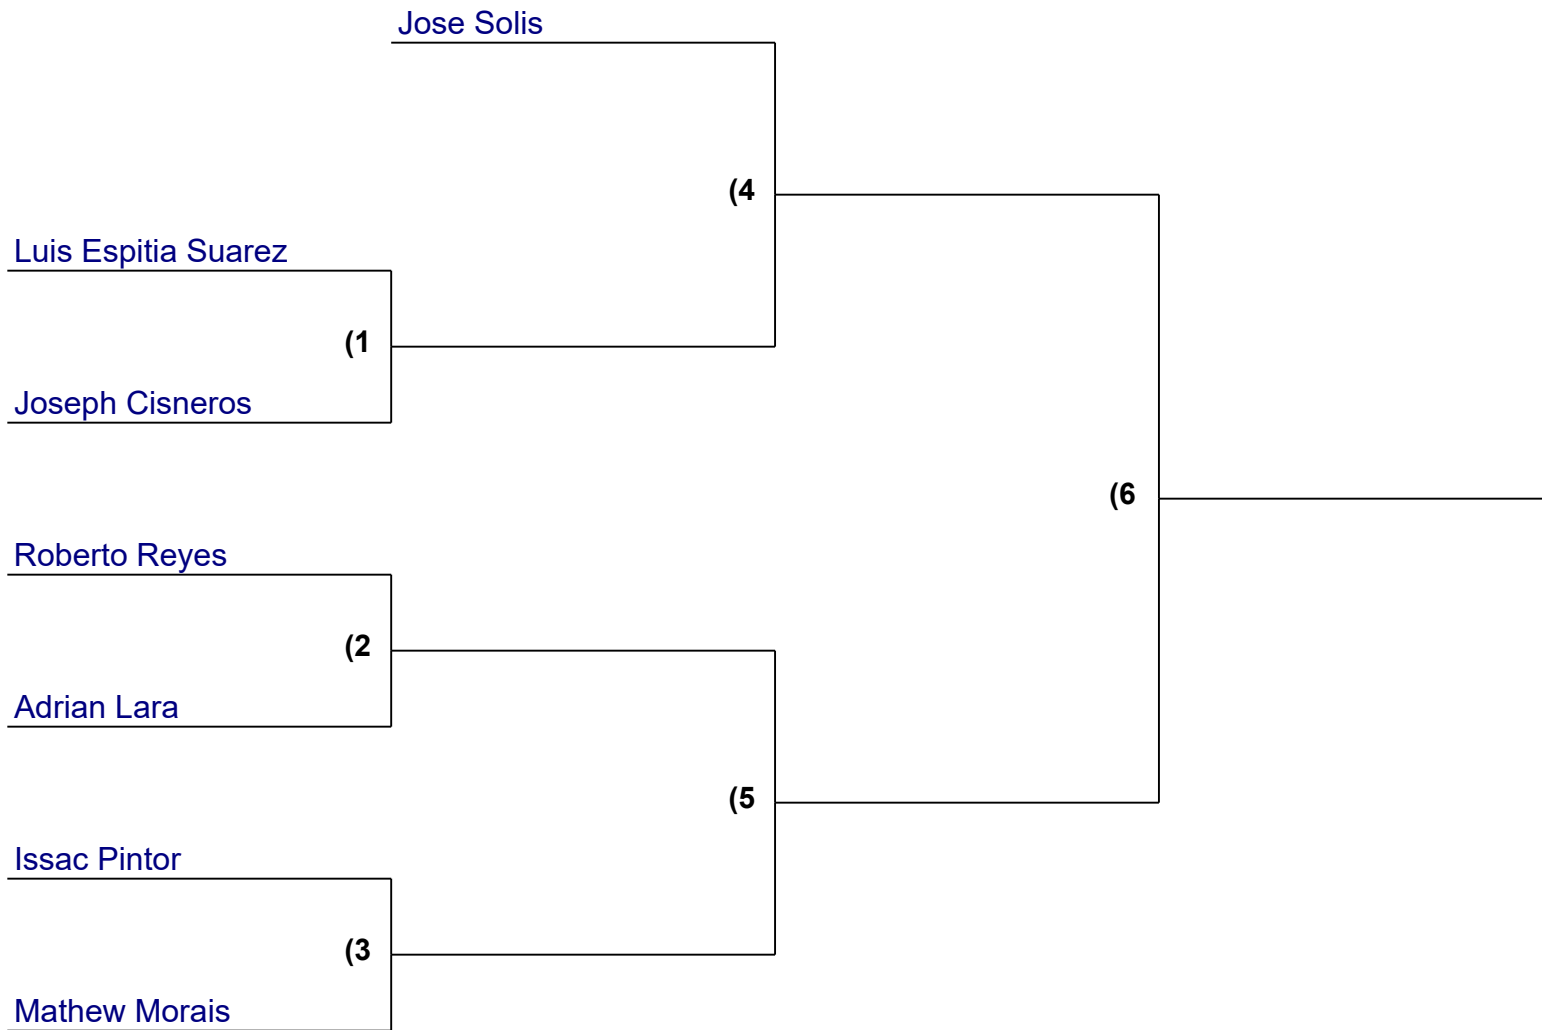 Jose Solis
(4
Luis Espitia Suarez
(1
Joseph Cisneros
(6
Roberto Reyes
(2
Adrian Lara
(5
Issac Pintor
(3
Mathew Morais